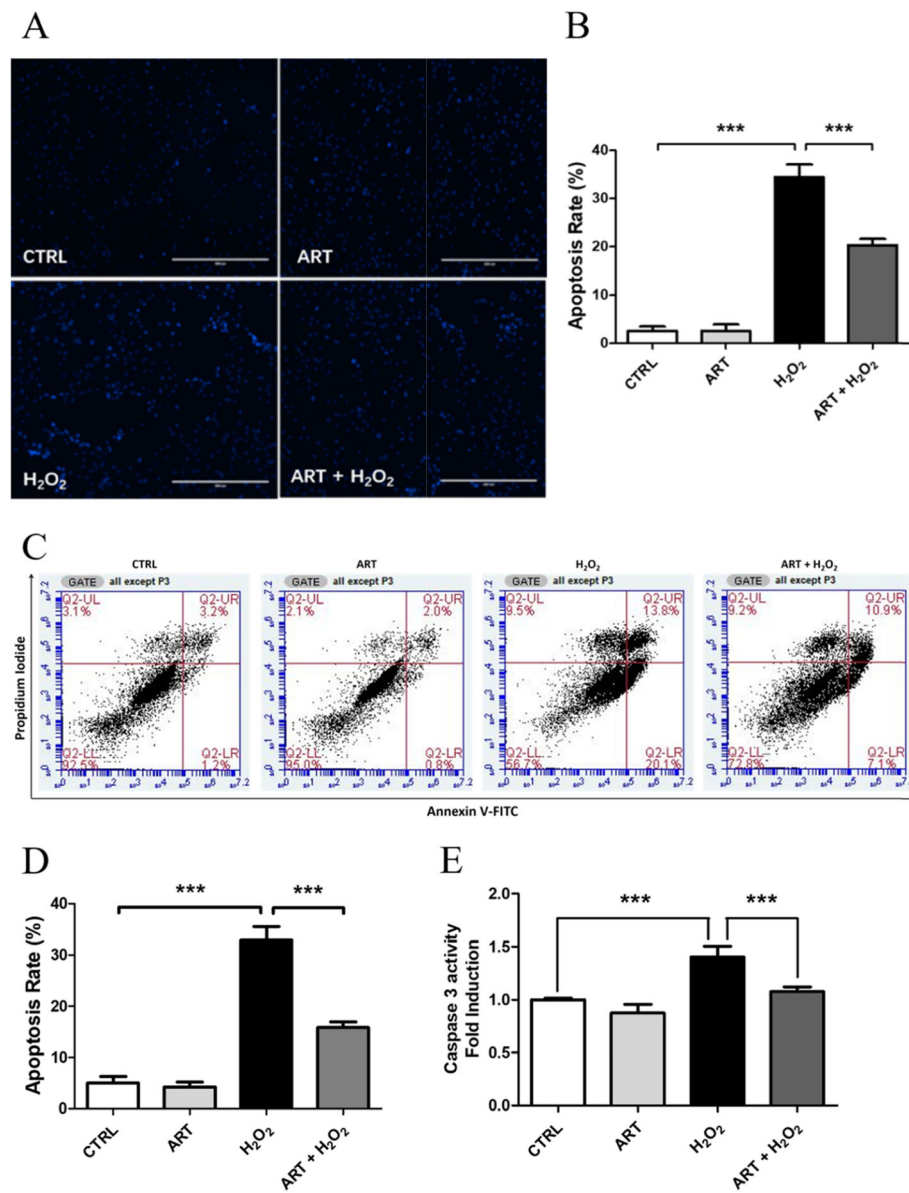 A
CTRL
ART
H₂O₂
ART + H₂O₂
B
***
***
Apoptosis Rate (%)
40
30
20
10
0
CTRL
ART
H₂O₂
ART + H₂O₂
C
CTRL
ART
H₂O₂
ART + H₂O₂
GATE all except P3
GATE all except P3
GATE all except P3
GATE all except P3
Q2-UL
3.1%
Q2-UR
3.2%
Q2-LL
92.5%
Q2-LR
1.2%
Q2-UL
2.1%
Q2-UR
2.0%
Q2-LL
95.0%
Q2-LR
0.8%
Q2-UL
9.5%
Q2-UR
13.8%
Q2-LL
56.7%
Q2-LR
20.1%
Q2-UL
9.2%
Q2-UR
10.9%
Q2-LL
72.8%
Q2-LR
7.1%
Propidium Iodide
Annexin V-FITC
D
***
***
Apoptosis Rate (%)
40
30
20
10
0
CTRL
ART
H₂O₂
ART + H₂O₂
E
***
***
Caspase 3 activity
Fold Induction
2.0
1.5
1.0
0.5
0.0
CTRL
ART
H₂O₂
ART + H₂O₂